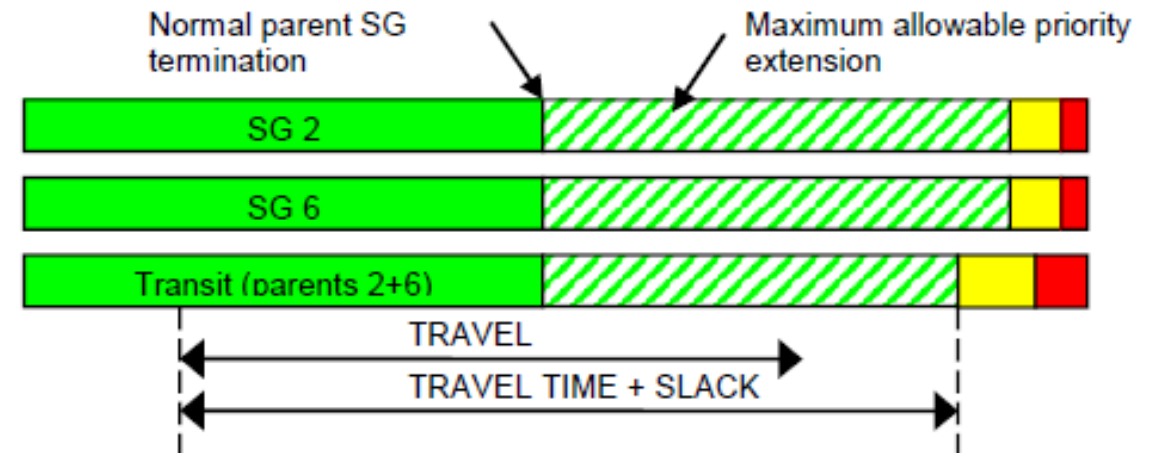 Normal parent SG
termination
Maximum allowable priority
extension
SG 2
SG 6
Transit (parents 2+6)
TRAVEL
TRAVEL TIME + SLACK